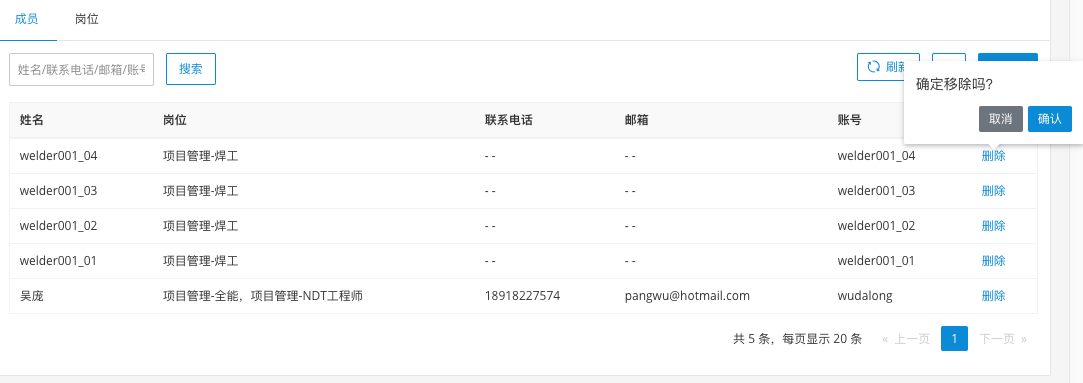 成员 岗位
姓名/联系电话/邮箱/账号 搜索 刷新
确定移除吗?
取消 确认
姓名 岗位 联系电话 邮箱 账号
welder001_04 项目管理-焊工 - - - - welder001_04 删除
welder001_03 项目管理-焊工 - - - - welder001_03 删除
welder001_02 项目管理-焊工 - - - - welder001_02 删除
welder001_01 项目管理-焊工 - - - - welder001_01 删除
吴庞 项目管理-全能，项目管理-NDT工程师 18918227574 pangwu@hotmail.com wudalong 删除
共 5 条，每页显示 20 条 « 上一页 1 下一页 »